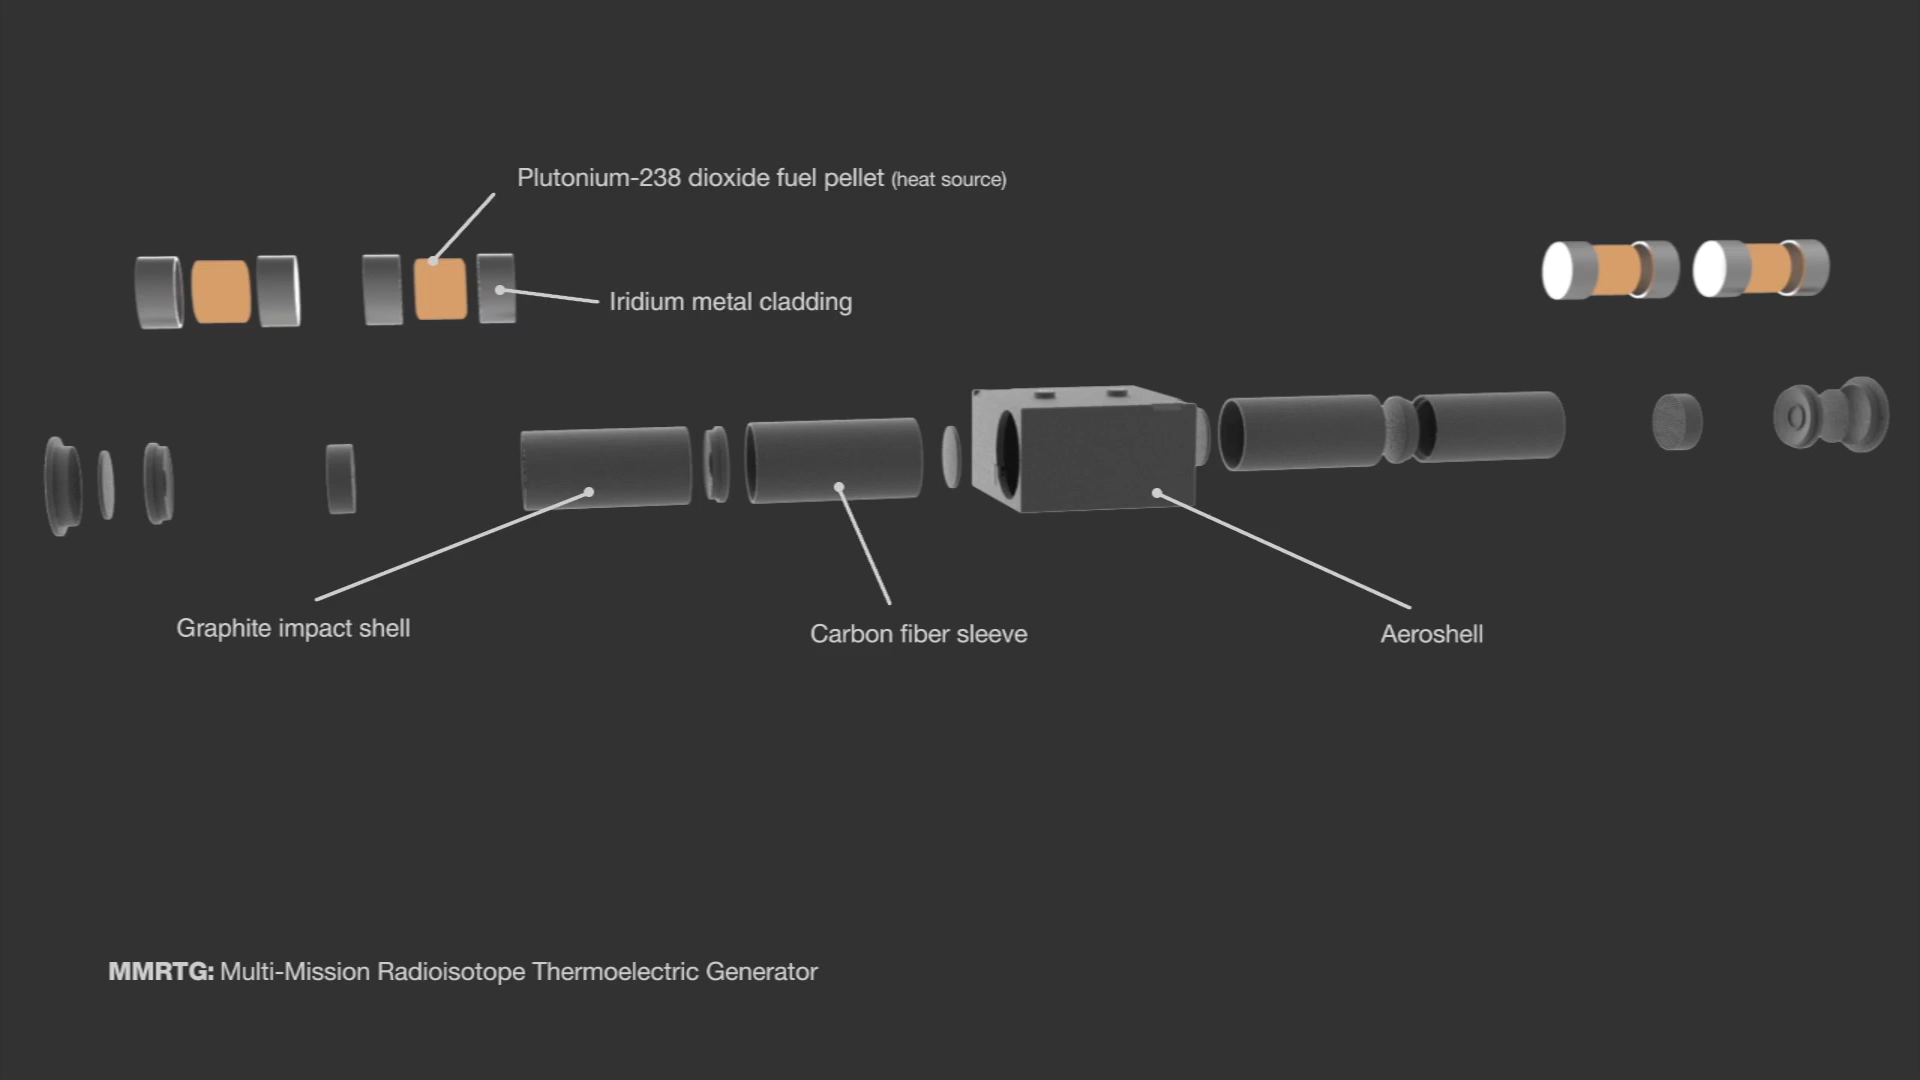 Plutonium-238 dioxide fuel pellet (heat source)
Iridium metal cladding
Graphite impact shell
Carbon fiber sleeve
Aeroshell
MMRTG: Multi-Mission Radioisotope Thermoelectric Generator